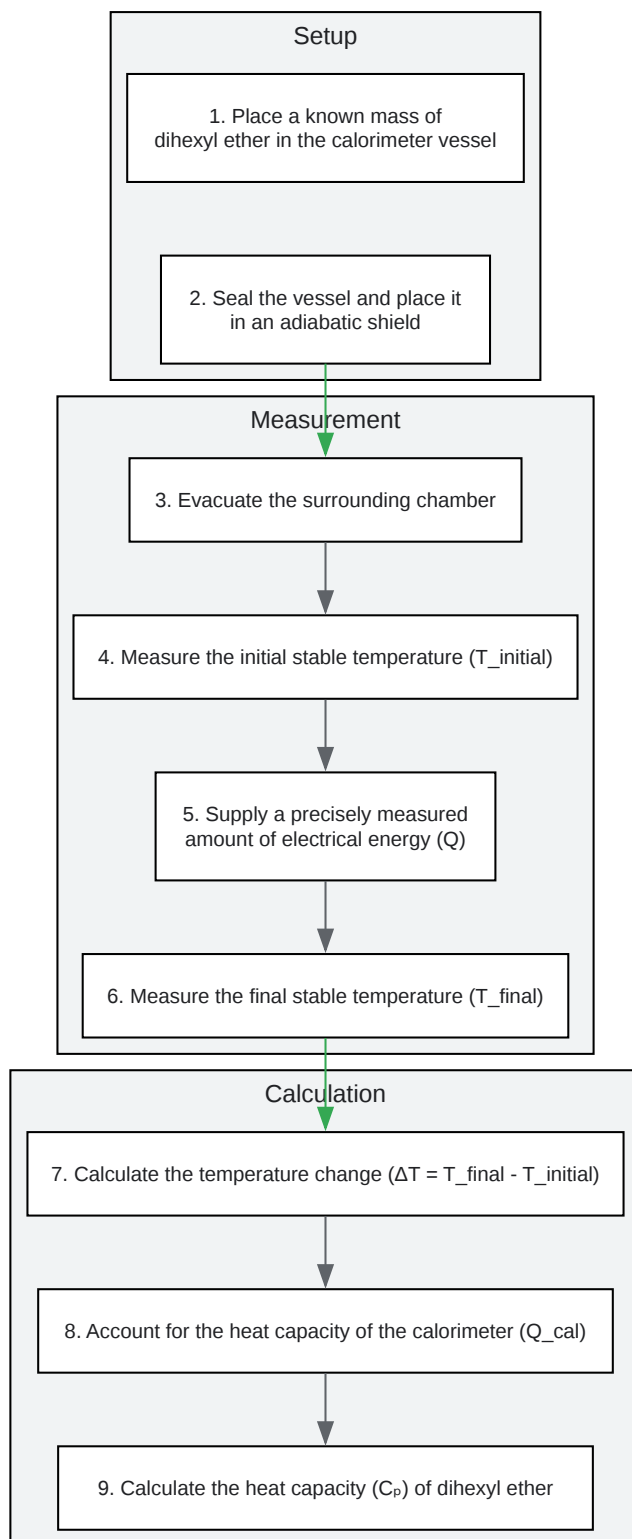 Setup
1. Place a known mass of
dihexyl ether in the calorimeter vessel
2. Seal the vessel and place it
in an adiabatic shield
Measurement
3. Evacuate the surrounding chamber
4. Measure the initial stable temperature (T_initial)
5. Supply a precisely measured
amount of electrical energy (Q)
6. Measure the final stable temperature (T_final)
Calculation
7. Calculate the temperature change (ΔT = T_final - T_initial)
8. Account for the heat capacity of the calorimeter (Q_cal)
9. Calculate the heat capacity (Cₚ) of dihexyl ether